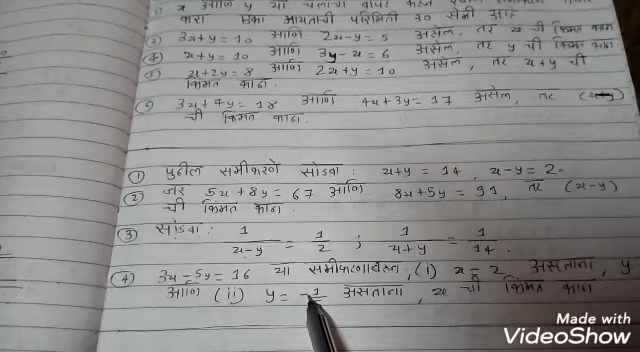 x आणि y या चलांचा वापर करून
एका आयताची परिमिती 30 सेमी आहे
③ 3x+y=10 आणि 2x-y=5 असेल, तर x ची किंमत काढा
④ x+y=10 आणि 3y-x=6 असेल, तर y ची किंमत काढा
⑤ x+2y=8 आणि 2x+y=10 असेल, तर x+y ची
किंमत काढा.
3x+4y=18 आणि 4x+3y=17 असेल, तर (x+y)
ची किंमत काढा.
① पुढील समीकरणे सोडवा: x+y=14, x-y=2.
② जर 5x+8y=67 आणि 8x+5y=91, तर (x-y)
ची किंमत काढा.
③ सोडवा: 1/(x-y) = 1/2 ; 1/(x+y) = 1/14.
④ 3x-5y=16 या समीकरणावरून, (i) x=2 असताना, y
आणि (ii) y=-1 असताना, x ची किंमत काढा.
Made with
VideoShow